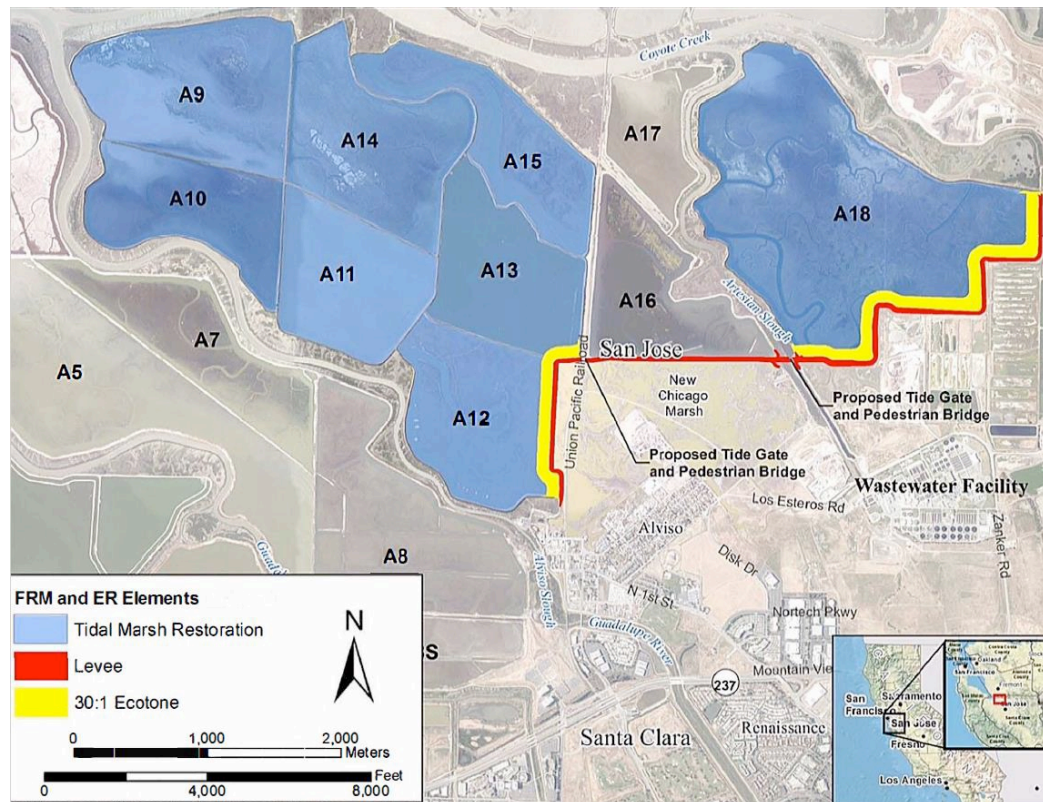 Coyote Creek
A9
A14
A17
A15
A10
A18
A11
A13
A16
Artesian Slough
A7
A5
San Jose
Union Pacific Railroad
New
Chicago
Marsh
A12
Proposed Tide Gate
and Pedestrian Bridge
Proposed Tide Gate
and Pedestrian Bridge
Wastewater Facility
Los Esteros Rd
Zanker Rd
Alviso
A8
Disk Dr
Alviso Slough
N 1st St
Nortech Pkwy
Guadalupe River
Mountain Vie
237
Renaissance
Santa Clara
FRM and ER Elements
Tidal Marsh Restoration
Levee
30:1 Ecotone
N
0 1,000 2,000
Meters
Feet
0 4,000 8,000
San
Francisco
Sacramento
San Jose
Fresno
Los Angeles